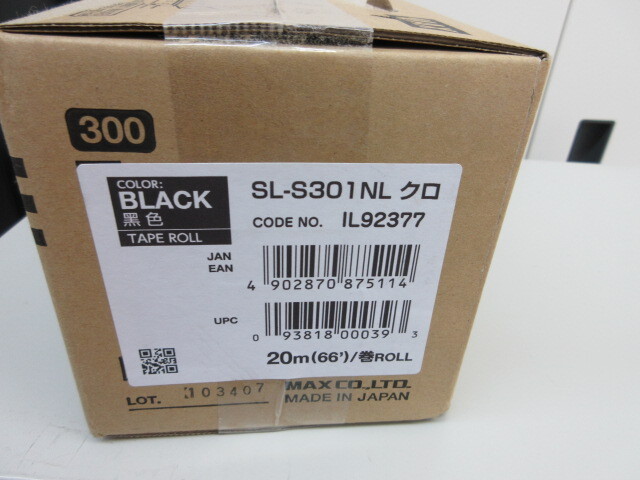 300
COLOR:
BLACK
黒色
TAPE ROLL
SL-S301NL クロ
CODE NO. IL92377
JAN
EAN
4 902870 875114
UPC
0 93818 00039 3
20m(66')/巻ROLL
LOT. 103407
MAX CO.,LTD.
MADE IN JAPAN